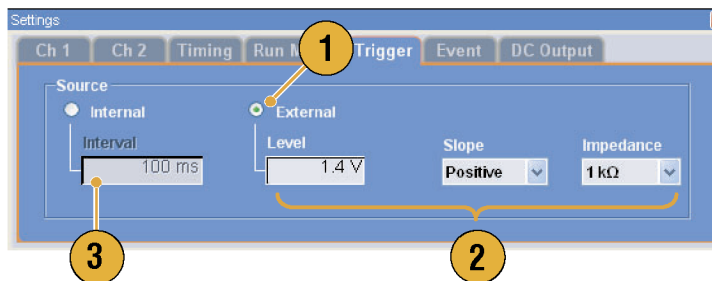 Settings
Ch 1 Ch 2 Timing Run Trigger Event DC Output
1
Source
Internal External
Interval Level Slope Impedance
100 ms 1.4 V Positive 1 kΩ
3 2